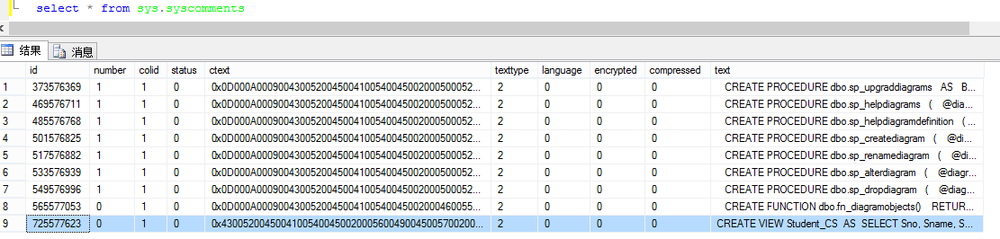 select * from sys.syscomments
结果 消息
id number colid status ctext texttype language encrypted compressed text
1 373576369 1 1 0 0x0D000A000900430052004500410054004500200050005​2... 2 0 0 0 CREATE PROCEDURE dbo.sp_upgraddiagrams AS B...
2 469576711 1 1 0 0x0D000A0009004300520045004100540045002000500052... 2 0 0 0 CREATE PROCEDURE dbo.sp_helpdiagrams ( @dia...
3 485576768 1 1 0 0x0D000A0009004300520045004100540045002000500052... 2 0 0 0 CREATE PROCEDURE dbo.sp_helpdiagramdefinition ( ...
4 501576825 1 1 0 0x0D000A0009004300520045004100540045002000500052... 2 0 0 0 CREATE PROCEDURE dbo.sp_creatediagram ( @di...
5 517576882 1 1 0 0x0D000A0009004300520045004100540045002000500052... 2 0 0 0 CREATE PROCEDURE dbo.sp_renamediagram ( @di...
6 533576939 1 1 0 0x0D000A0009004300520045004100540045002000500052... 2 0 0 0 CREATE PROCEDURE dbo.sp_alterdiagram ( @diagr...
7 549576996 1 1 0 0x0D000A0009004300520045004100540045002000500052... 2 0 0 0 CREATE PROCEDURE dbo.sp_dropdiagram ( @diag...
8 565577053 0 1 0 0x0D000A0009004300520045004100540045002000460055... 2 0 0 0 CREATE FUNCTION dbo.fn_diagramobjects() RETUR...
9 725577623 0 1 0 0x43005200450041005400450020005600490045005700200... 2 0 0 0 CREATE VIEW Student_CS AS SELECT Sno, Sname, S...